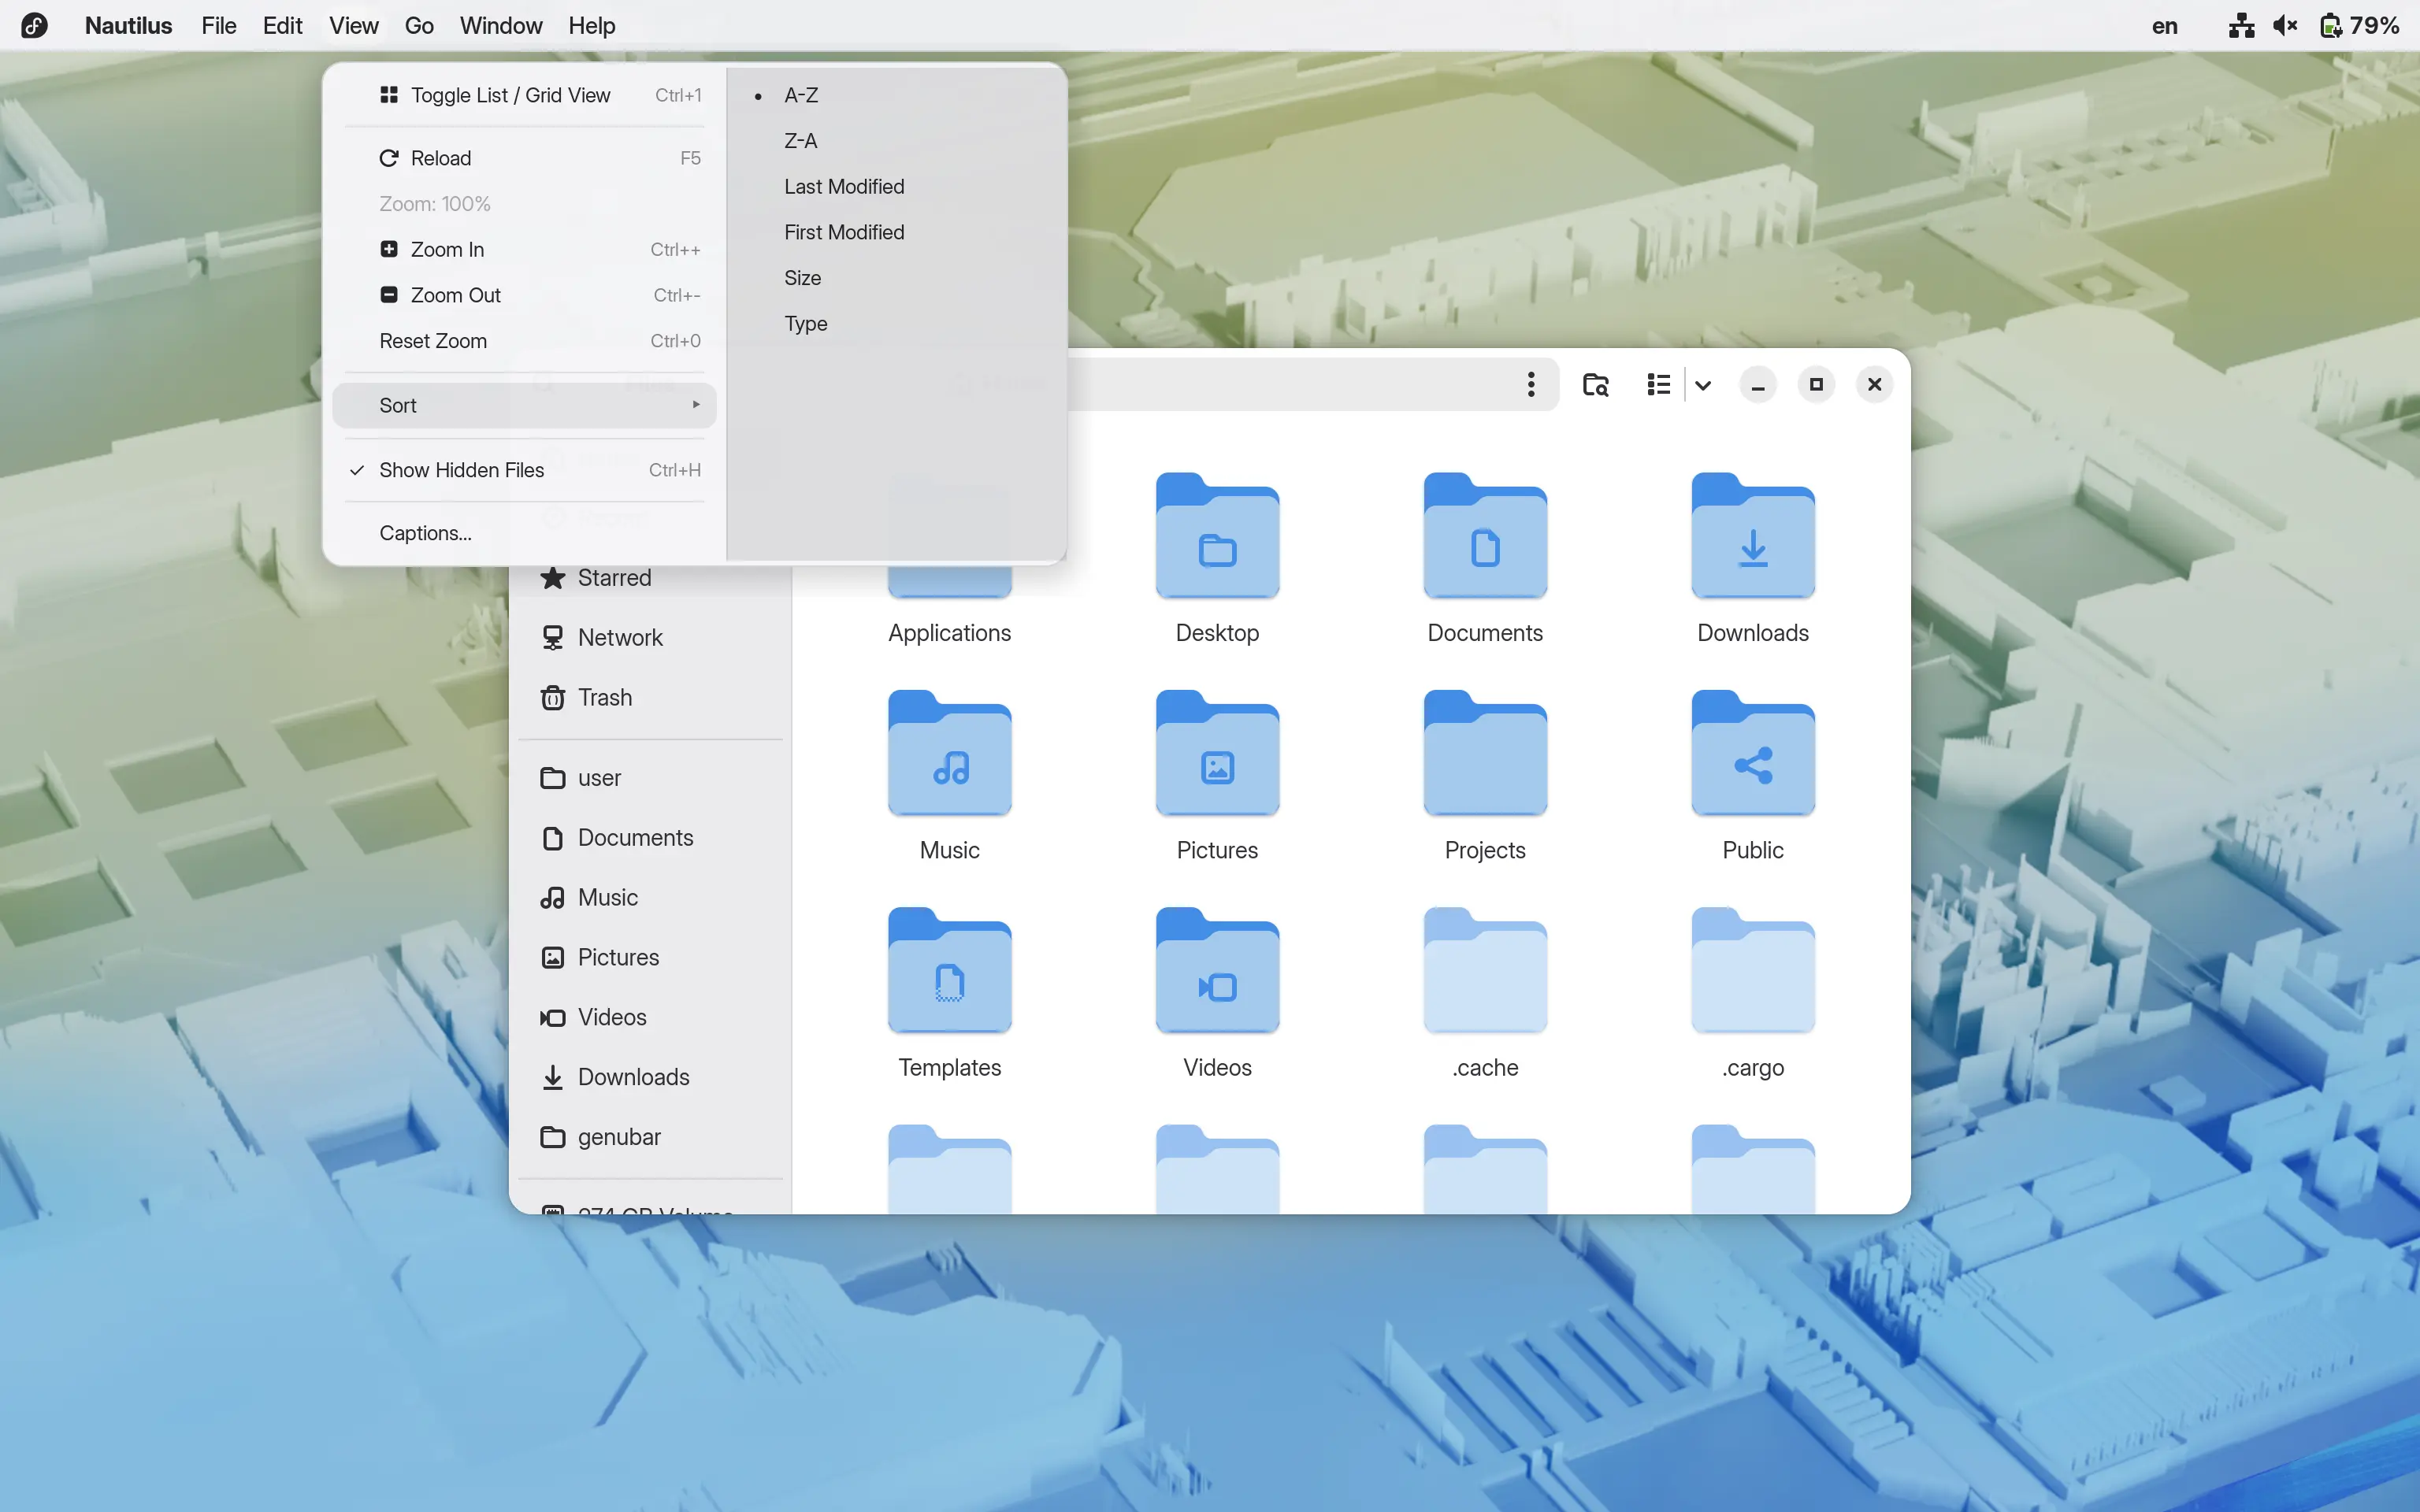 Nautilus File Edit View Go Window Help en 79%
Toggle List / Grid View Ctrl+1
Reload F5
Zoom: 100%
Zoom In Ctrl++
Zoom Out Ctrl+-
Reset Zoom Ctrl+0
Sort
Show Hidden Files Ctrl+H
Captions...
A-Z
Z-A
Last Modified
First Modified
Size
Type
Starred
Network
Trash
user
Documents
Music
Pictures
Videos
Downloads
genubar
274 GB Volume
Applications Desktop Documents Downloads
Music Pictures Projects Public
Templates Videos .cache .cargo